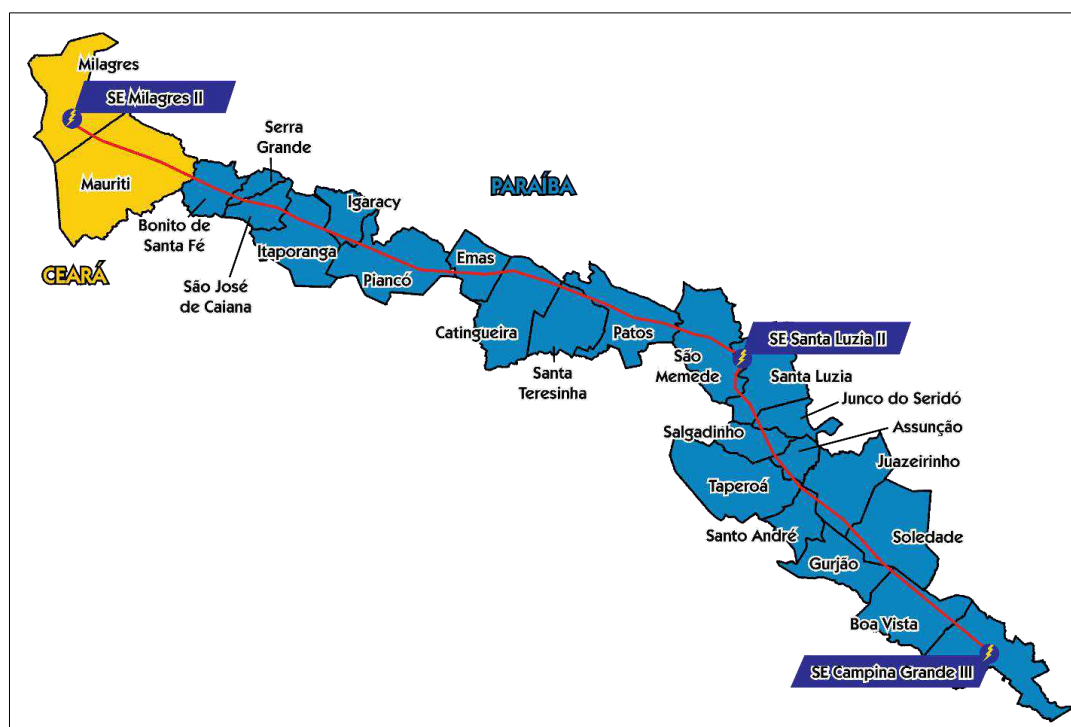 Milagres
SE Milagres II
Serra
Grande
Mauriti
PARAÍBA
Igaracy
Bonito de
Santa Fé
Itaporanga
Emas
CEARÁ
São José
de Caiana
Piancó
Catingueira
Patos
SE Santa Luzia II
São
Memede
Santa
Teresinha
Santa Luzia
Junco do Seridó
Salgadinho
Assunção
Juazeirinho
Taperoá
Santo André
Soledade
Gurjão
Boa Vista
SE Campina Grande III